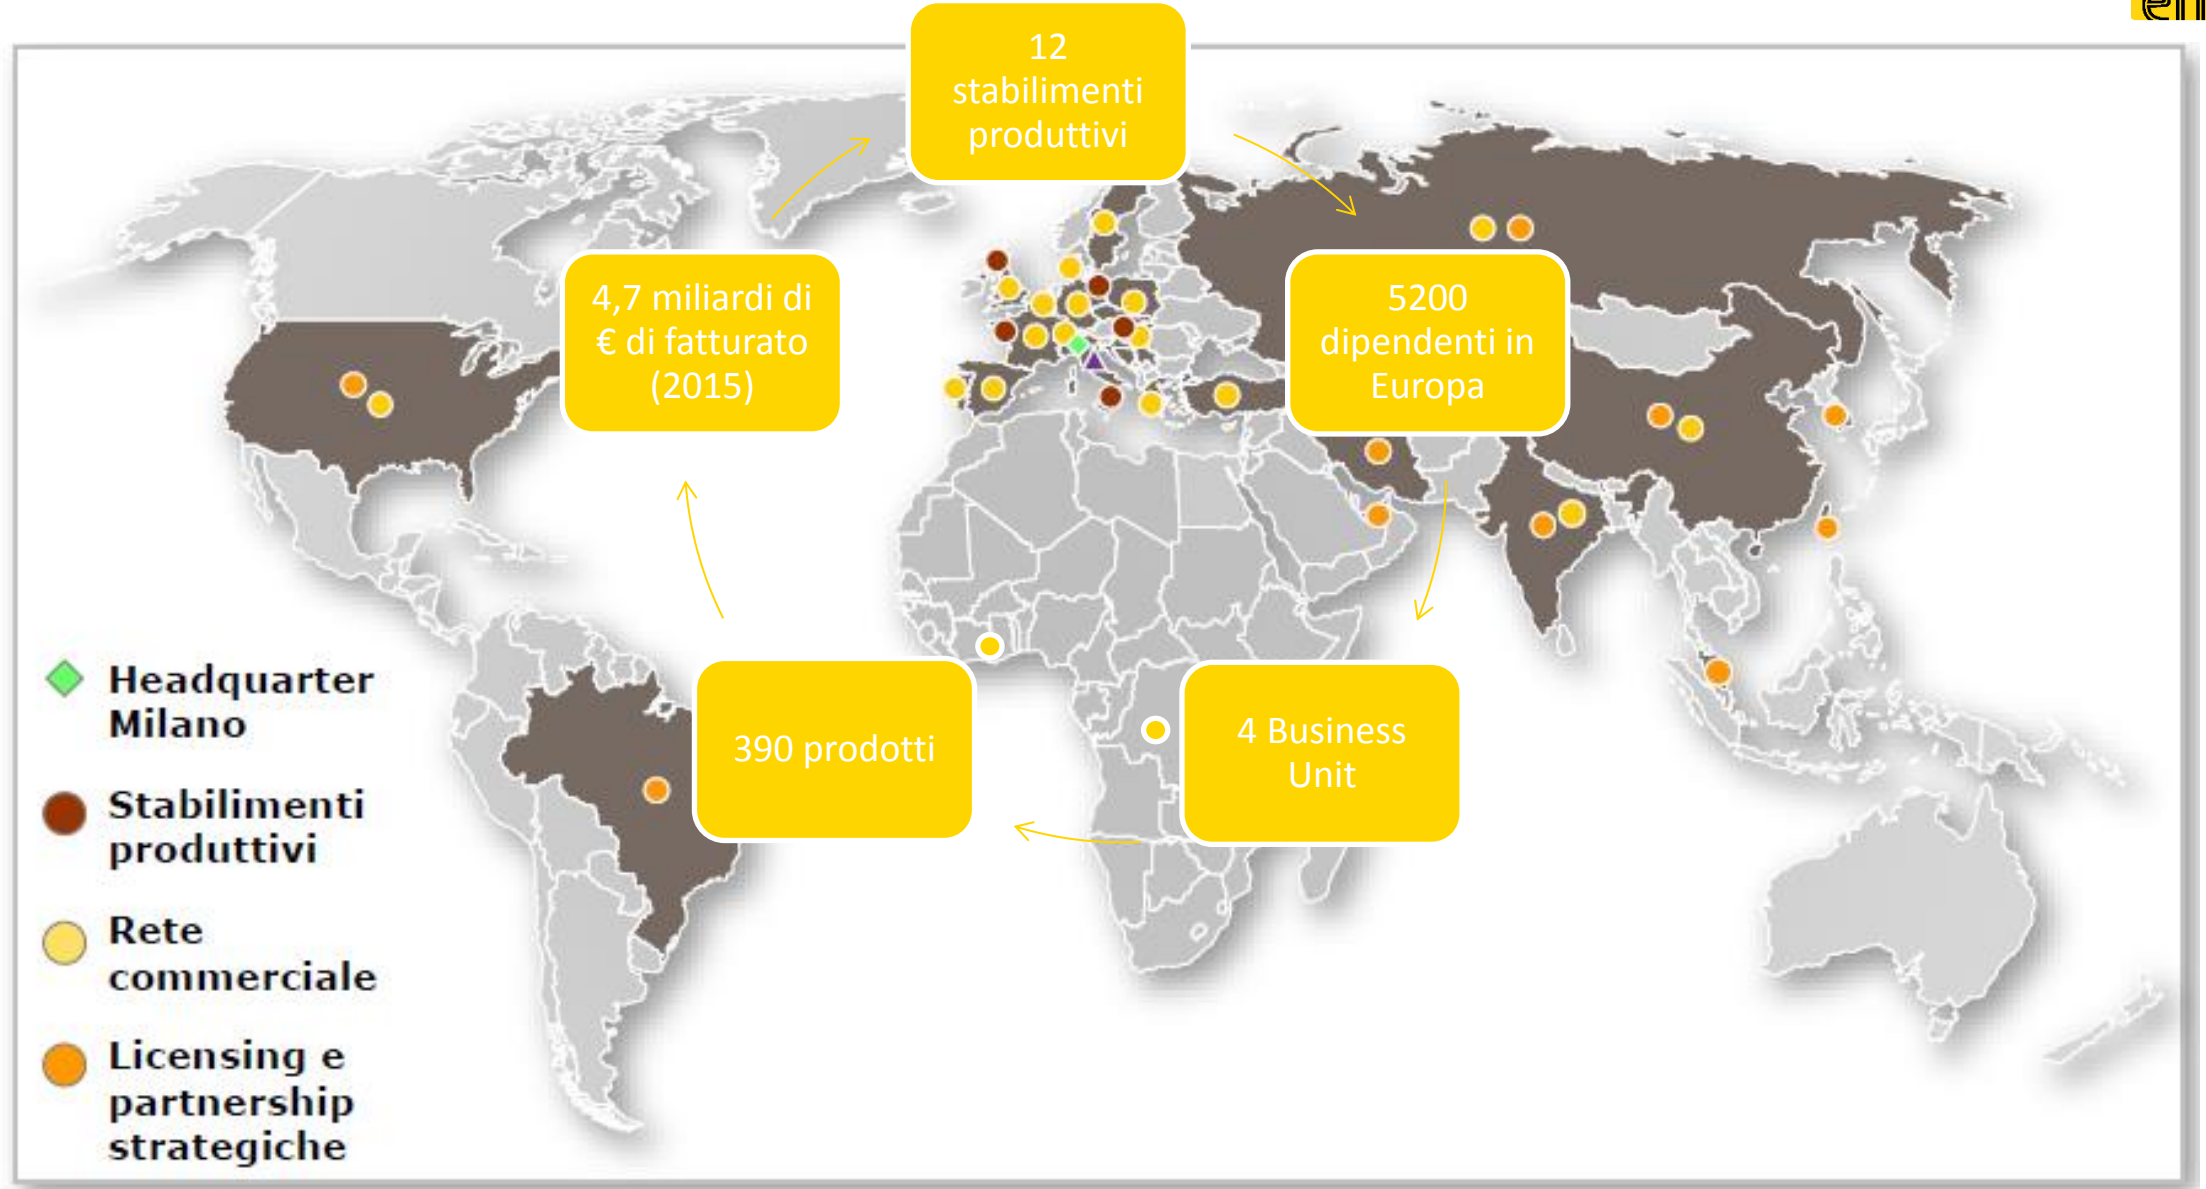 12
stabilimenti
produttivi
4,7 miliardi di
€ di fatturato
(2015)
5200
dipendenti in
Europa
390 prodotti
4 Business
Unit
Headquarter
Milano
Stabilimenti
produttivi
Rete
commerciale
Licensing e
partnership
strategiche